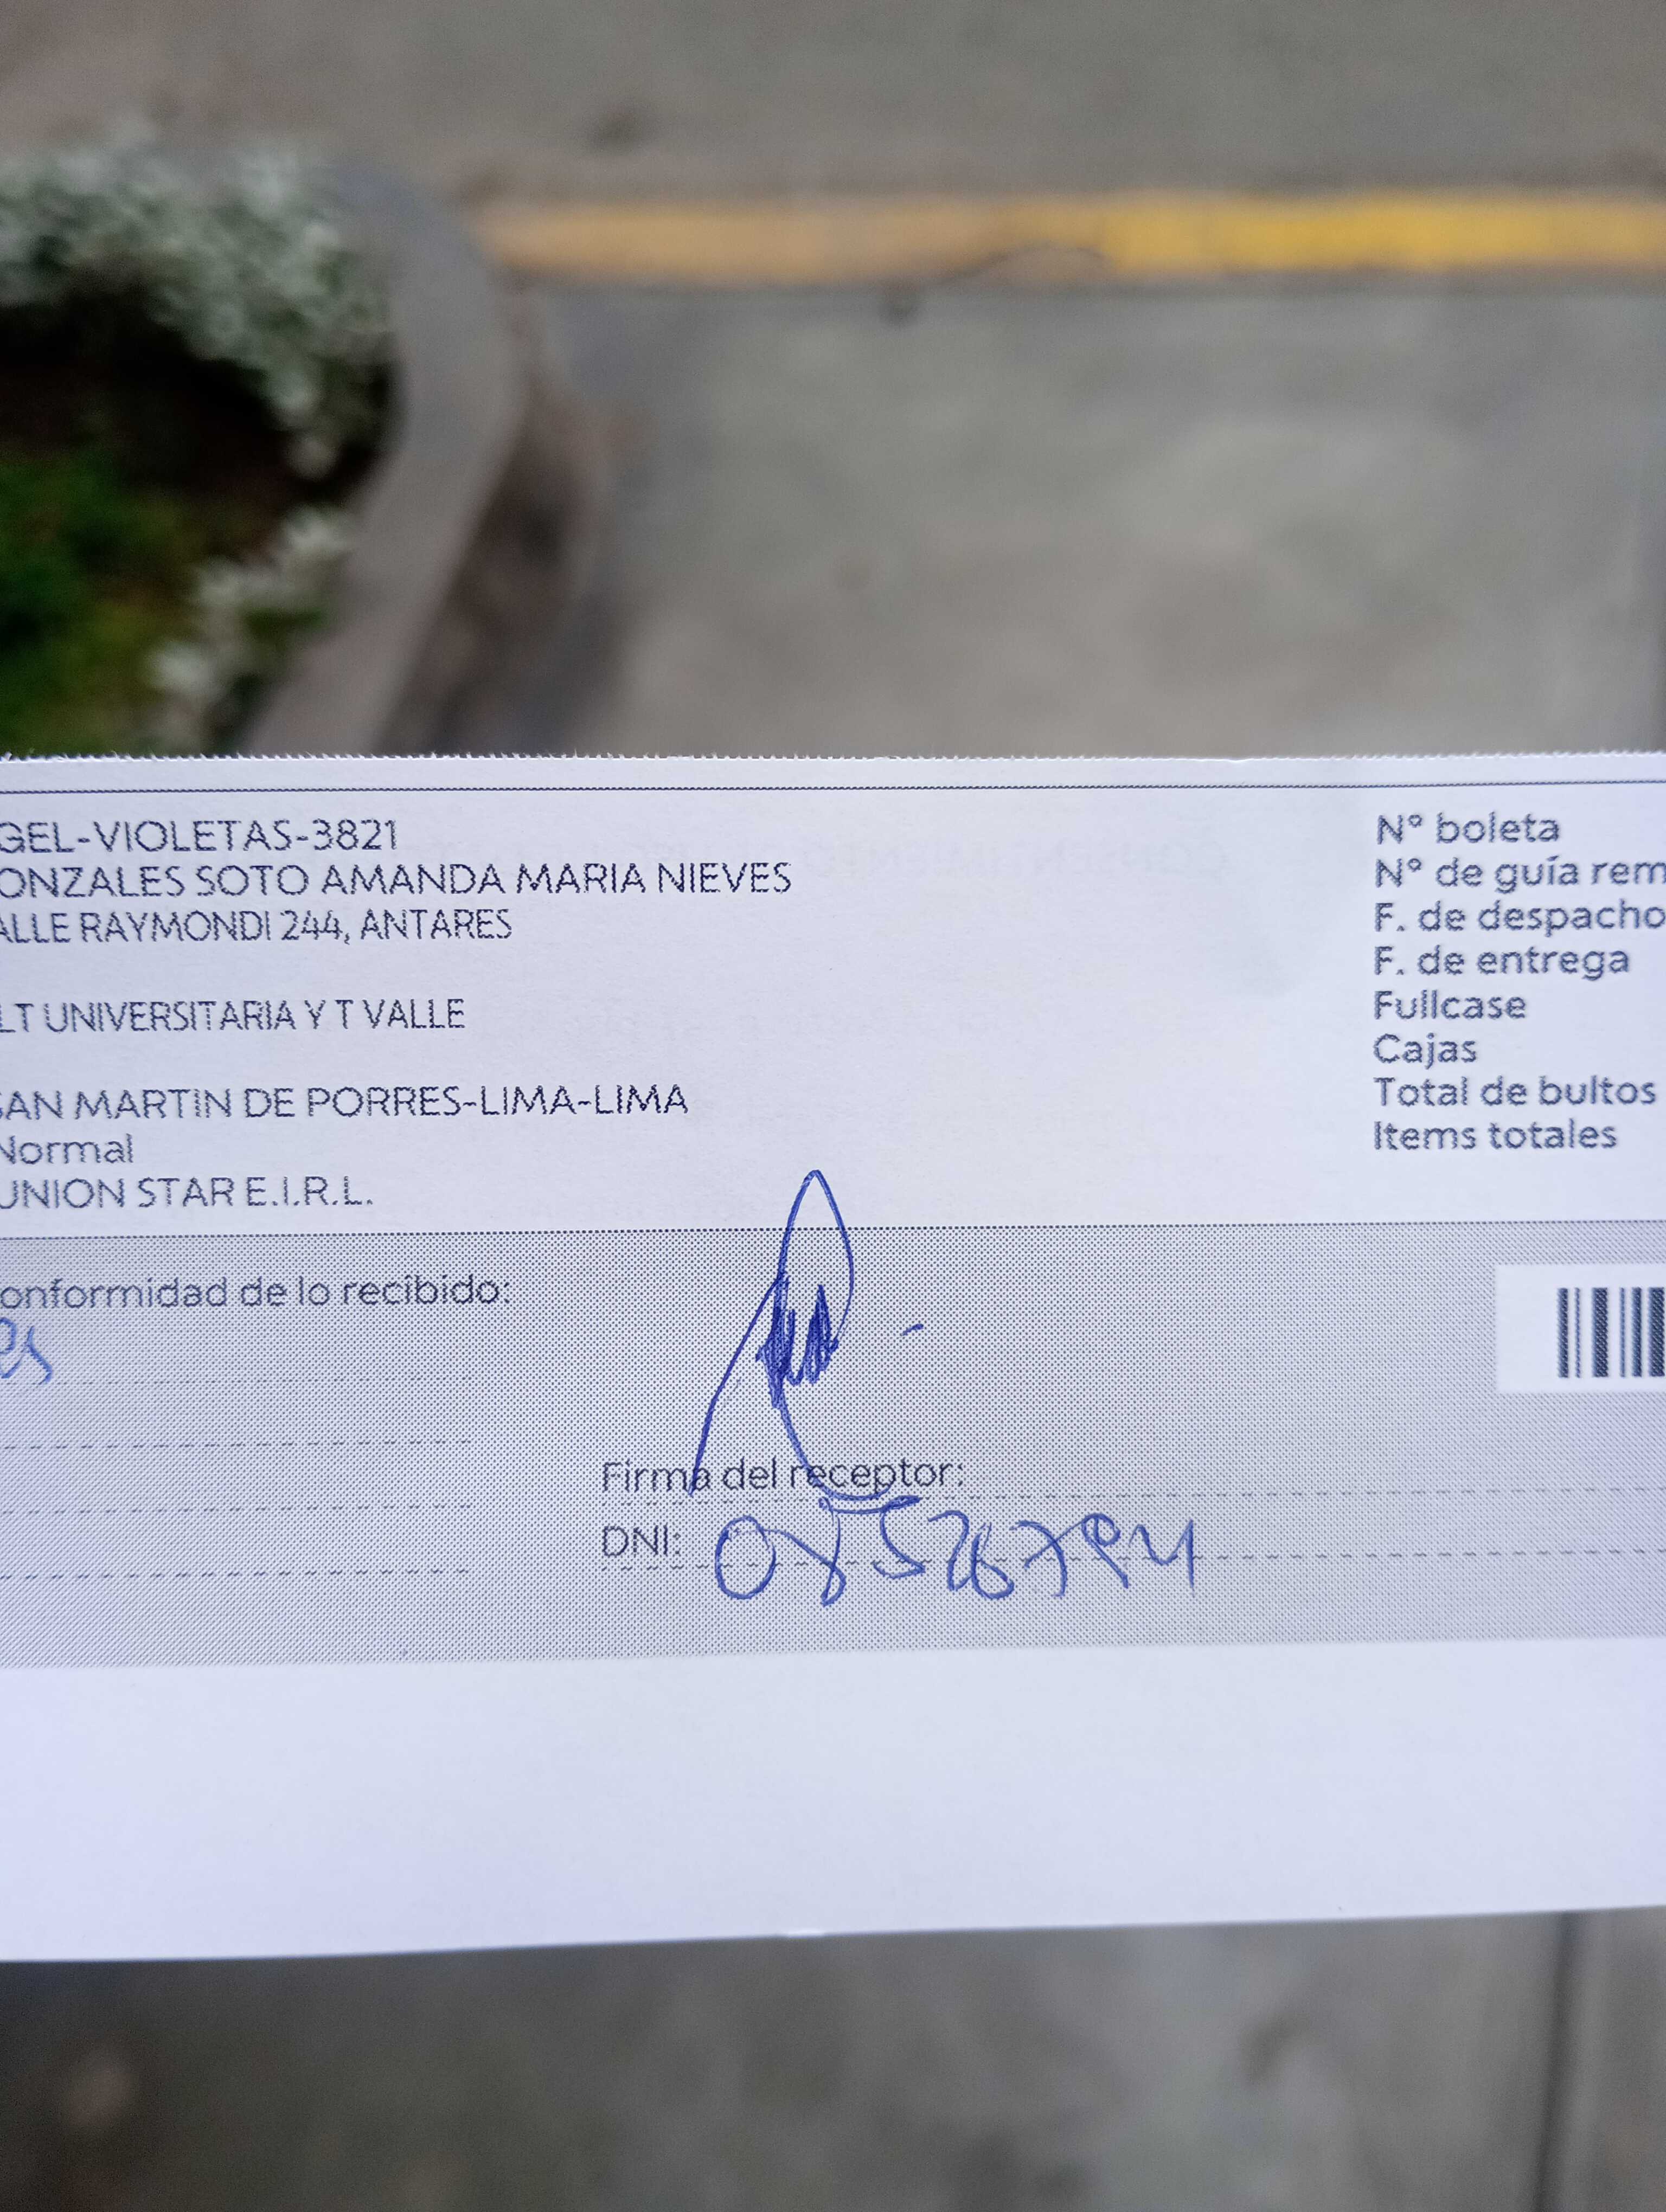 GEL-VIOLETAS-3821
ONZALES SOTO AMANDA MARIA NIEVES
ALLE RAYMONDI 244, ANTARES
LT UNIVERSITARIA Y T VALLE
SAN MARTIN DE PORRES-LIMA-LIMA
Normal
UNION STAR E.I.R.L.
N° boleta
N° de guía rem
F. de despacho
F. de entrega
Fullcase
Cajas
Total de bultos
Items totales
onformidad de lo recibido:
es
Firma del receptor:
DNI: 08526794